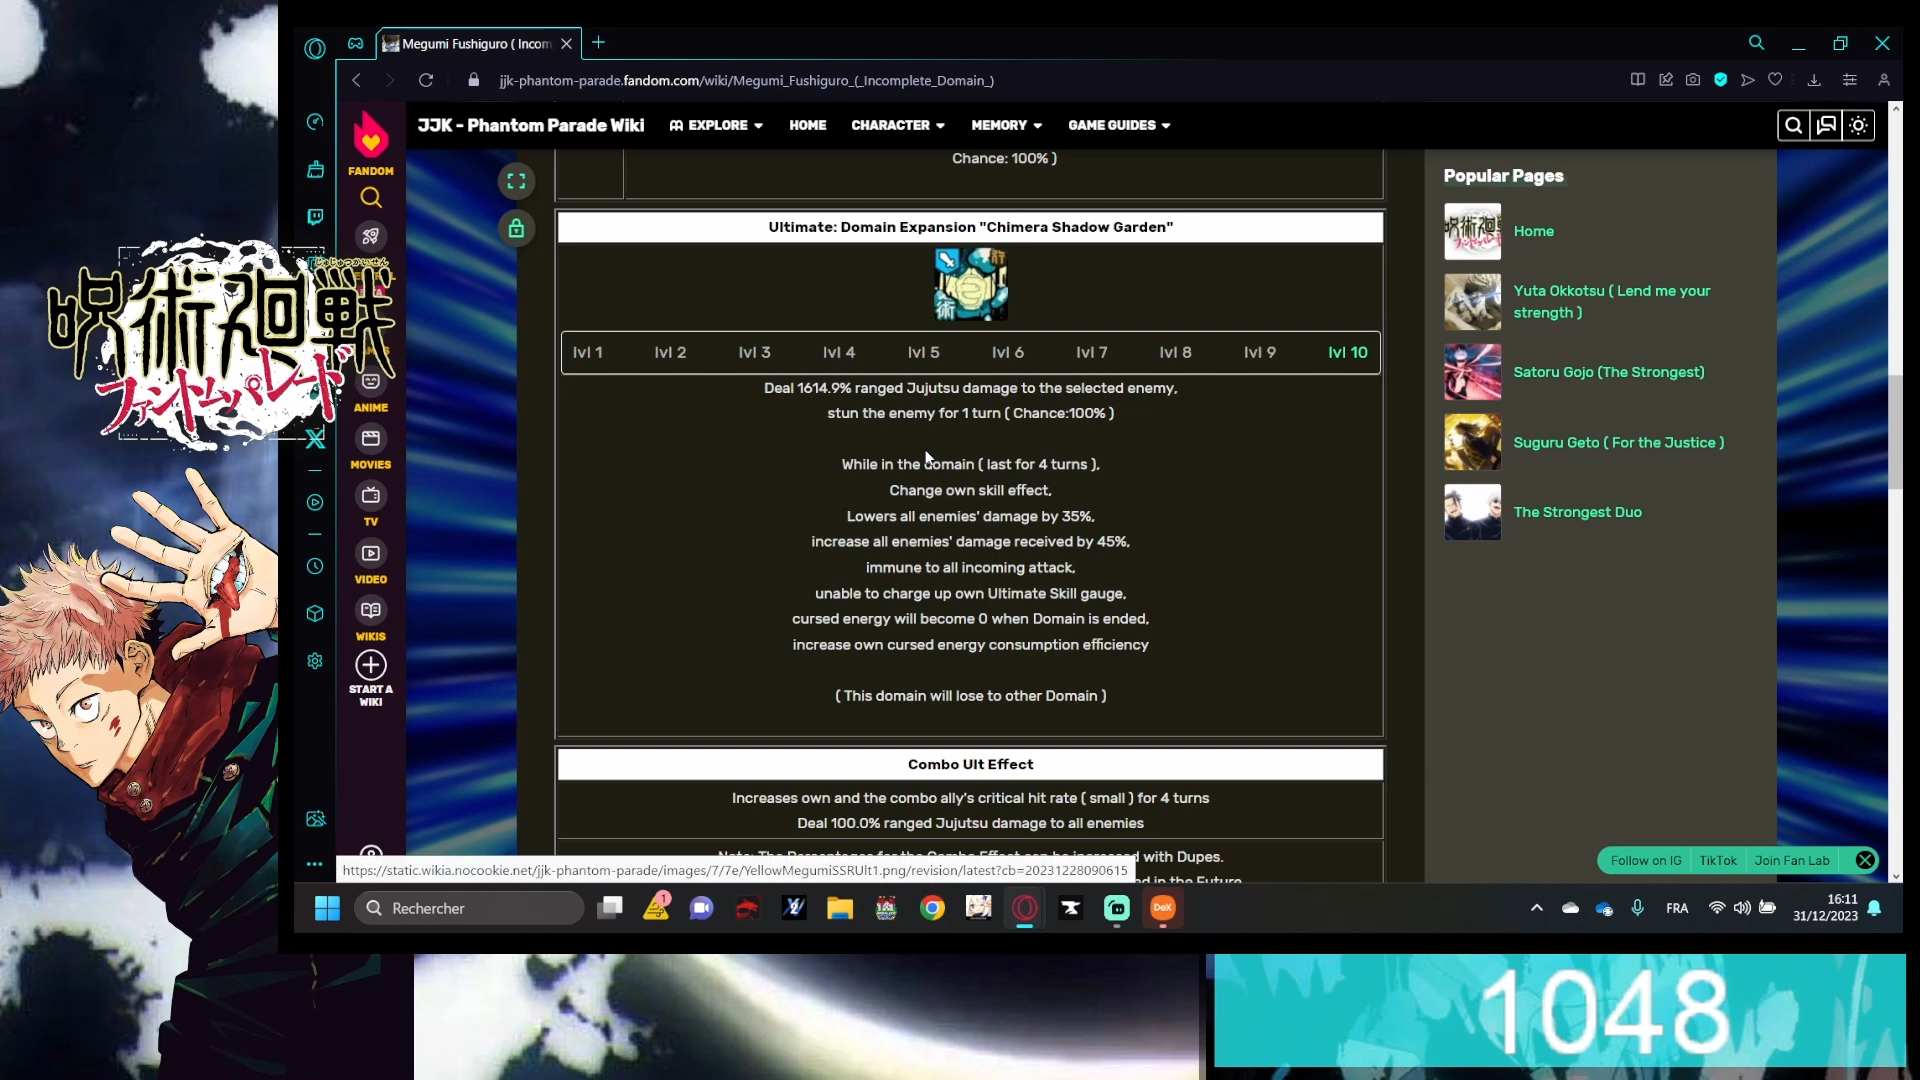 Megumi Fushiguro ( Incom
jjk-phantom-parade.fandom.com/wiki/Megumi_Fushiguro_(_Incomplete_Domain_)
JJK - Phantom Parade Wiki
EXPLORE
HOME
CHARACTER
MEMORY
GAME GUIDES
FANDOM
ANIME
MOVIES
TV
VIDEO
WIKIS
START A
WIKI
呪術廻戦
じゅじゅつかいせん
ファントムパレード
Chance: 100% )
Ultimate: Domain Expansion "Chimera Shadow Garden"
術
lvl 1
lvl 2
lvl 3
lvl 4
lvl 5
lvl 6
lvl 7
lvl 8
lvl 9
lvl 10
Deal 1614.9% ranged Jujutsu damage to the selected enemy,
stun the enemy for 1 turn ( Chance:100% )
While in the domain ( last for 4 turns ),
Change own skill effect,
Lowers all enemies' damage by 35%,
increase all enemies' damage received by 45%,
immune to all incoming attack,
unable to charge up own Ultimate Skill gauge,
cursed energy will become 0 when Domain is ended,
increase own cursed energy consumption efficiency
( This domain will lose to other Domain )
Combo Ult Effect
Increases own and the combo ally's critical hit rate ( small ) for 4 turns
Deal 100.0% ranged Jujutsu damage to all enemies
with Dupes.
Popular Pages
Home
Yuta Okkotsu ( Lend me your
strength )
Satoru Gojo (The Strongest)
Suguru Geto ( For the Justice )
The Strongest Duo
Follow on IG
TikTok
Join Fan Lab
https://static.wikia.nocookie.net/jjk-phantom-parade/images/7/7e/YellowMegumiSSRUlt1.png/revision/latest?cb=20231228090615
Rechercher
1
DeX
FRA
16:11
31/12/2023
1048